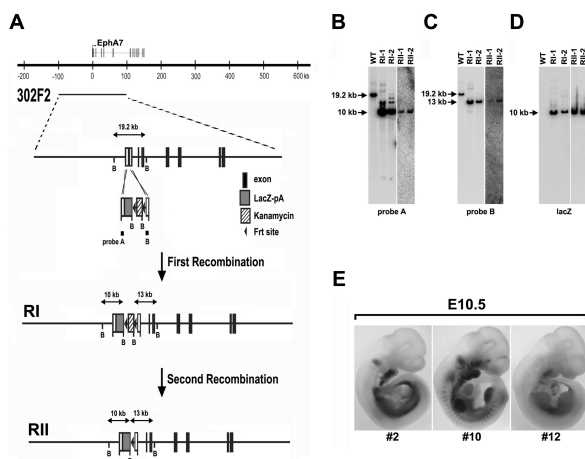 A
EphA7
-200 -100 0 100 200 300 400 500 600 kb
302F2
19.2 kb
B B
exon
LacZ-pA
Kanamycin
Frt site
B B
probe A B
First Recombination
RI
10 kb 13 kb
B B B B
Second Recombination
RII
10 kb 13 kb
B B
B
WT RI-1 RI-2 RII-1 RII-2
19.2 kb
10 kb
probe A
C
WT RI-1 RI-2 RII-1 RII-2
19.2 kb
13 kb
probe B
D
WT RI-1 RI-2 RII-1 RII-2
10 kb
lacZ
E
E10.5
#2 #10 #12